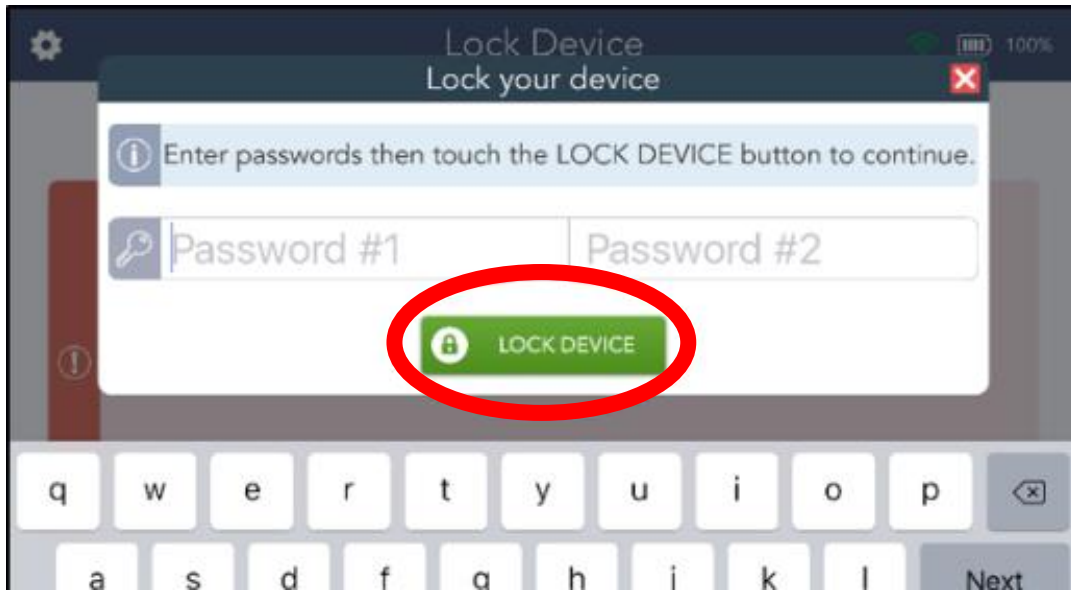 Lock Device
100%
Lock your device
Enter passwords then touch the LOCK DEVICE button to continue.
Password #1 Password #2
LOCK DEVICE
q w e r t y u i o p
a s d f g h j k l Next